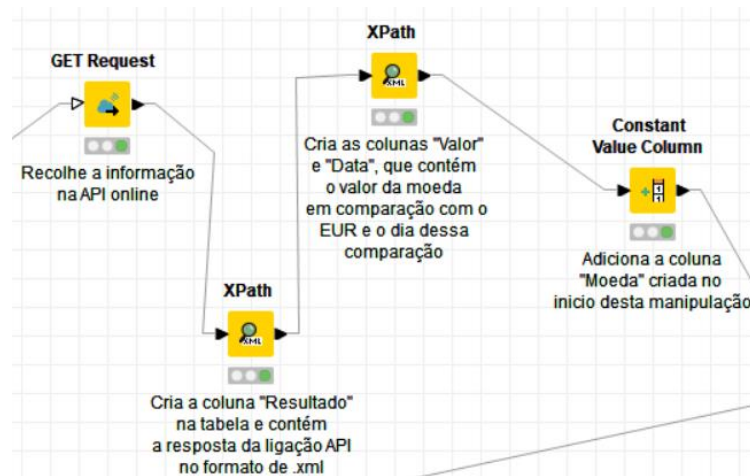 GET Request
Recolhe a informação
na API online
XPath
XML
Cria a coluna "Resultado"
na tabela e contém
a resposta da ligação API
no formato de .xml
XPath
XML
Cria as colunas "Valor"
e "Data", que contém
o valor da moeda
em comparação com o
EUR e o dia dessa
comparação
Constant
Value Column
Adiciona a coluna
"Moeda" criada no
inicio desta manipulação